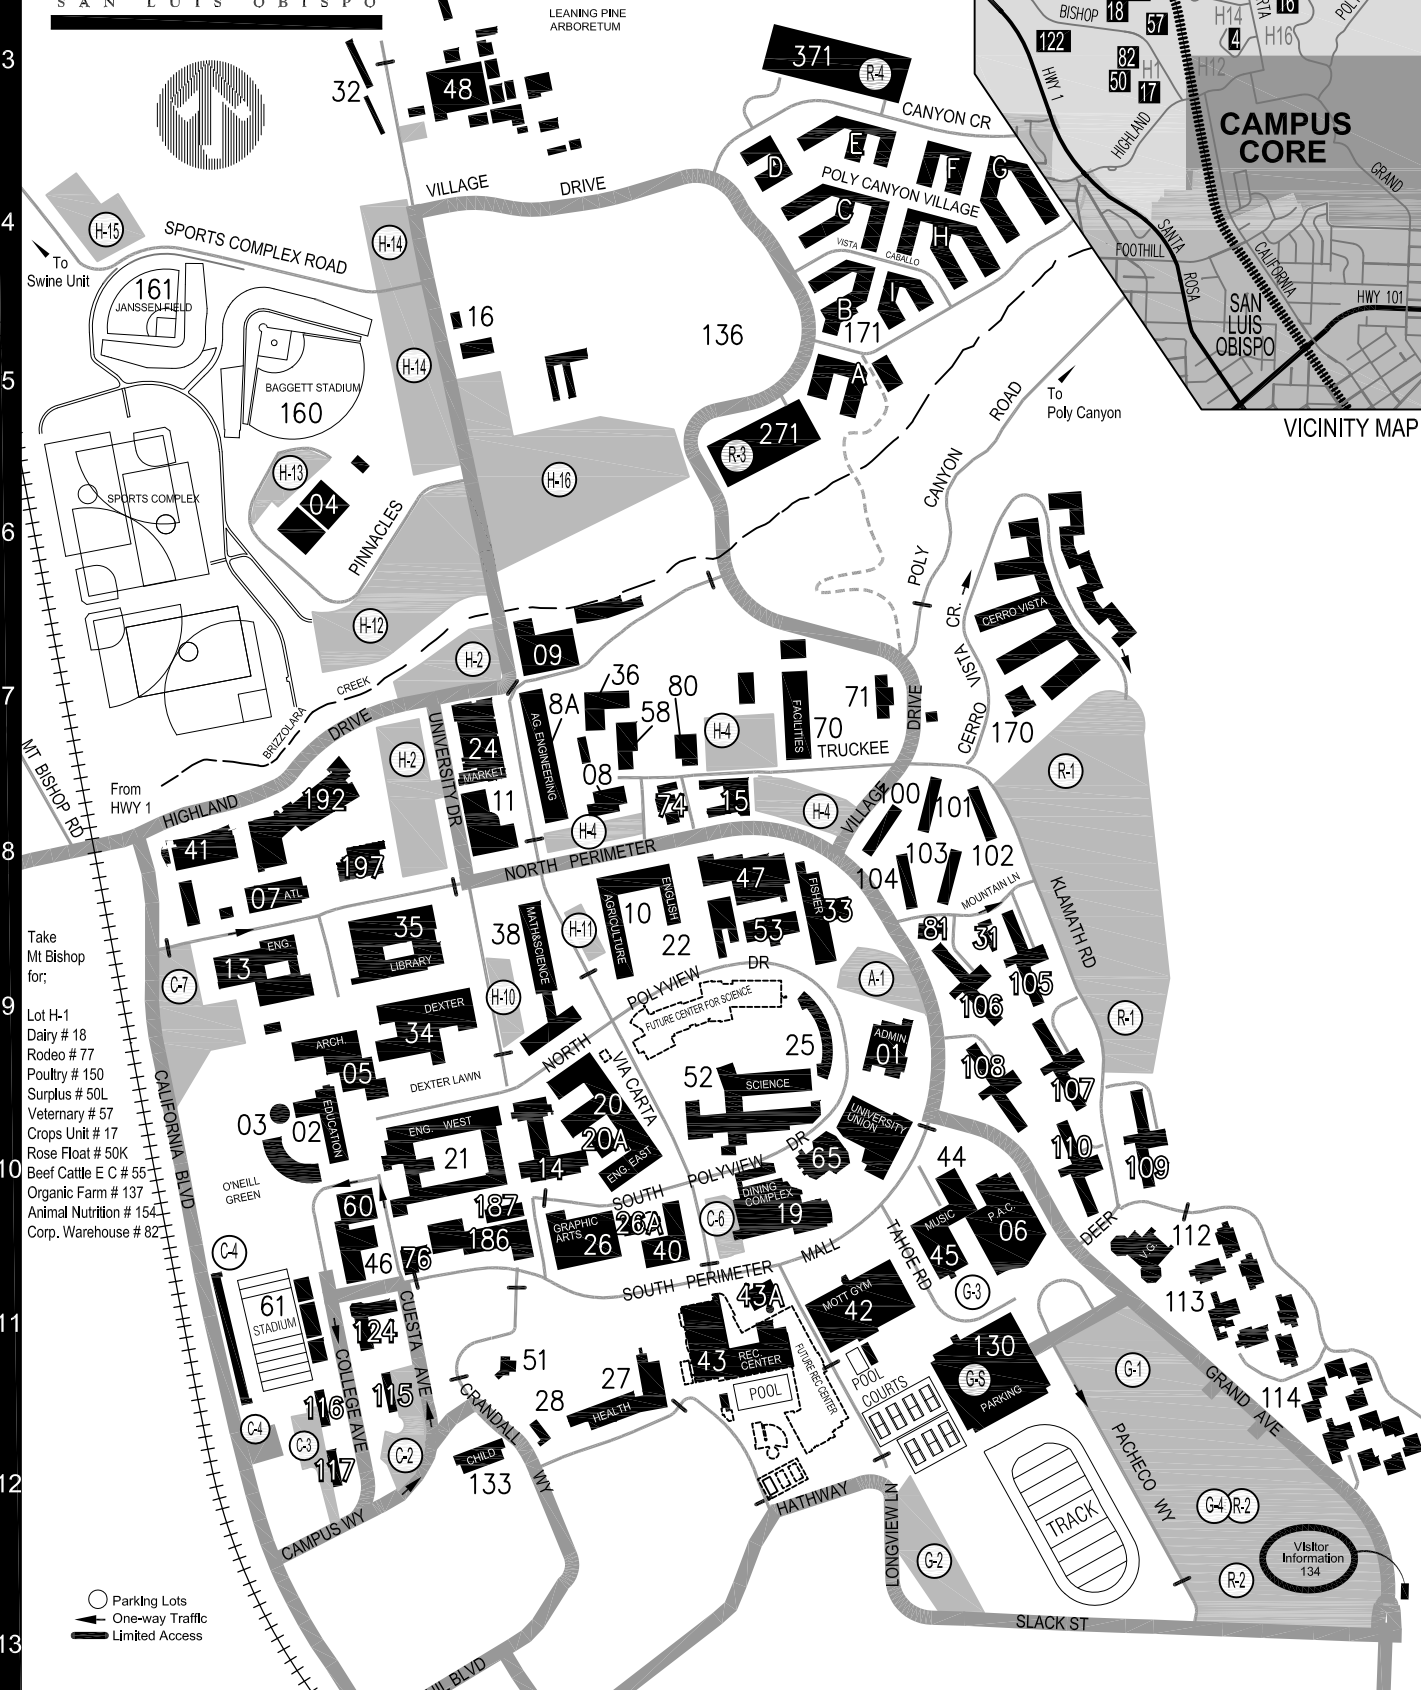 SAN LUIS OBISPO
LEANING PINE
ARBORETUM
3
32
48
371
R-4
CANYON CR
BISHOP
18
57
122
82
50
17
H1
H14
4
H16
H12
16
HWY 1
HIGHLAND
CAMPUS
CORE
GRAND
SANTA
ROSA
FOOTHILL
CALIFORNIA
SAN
LUIS
OBISPO
HWY 101
VICINITY MAP
4
VILLAGE DRIVE
D
E
F
G
POLY CANYON VILLAGE
C
H
VISTA
CABALLO
B
I
171
A
H-15
SPORTS COMPLEX ROAD
H-14
To
Swine Unit
161
JANSSEN FIELD
16
136
H-14
5
BAGGETT STADIUM
160
To
Poly Canyon
POLY CANYON ROAD
271
R-3
H-13
H-16
SPORTS COMPLEX
04
6
PINNACLES
H-12
H-2
CERRO VISTA
CERRO VISTA CR.
170
09
7
CREEK
BRIZZOLARA
HIGHLAND DRIVE
MT BISHOP RD
From
HWY 1
UNIVERSITY DR
H-2
24
MARKET
11
8A
AG. ENGINEERING
36
58
80
H-4
FACILITIES
70
71
TRUCKEE
VILLAGE DRIVE
R-1
08
H-4
74
15
H-4
100
101
102
103
104
192
8
41
197
07
ATL
NORTH PERIMETER
MOUNTAIN LN
KLAMATH RD
Take
Mt Bishop
for;
Lot H-1
Dairy # 18
Rodeo # 77
Poultry # 150
Surplus # 50L
Veternary # 57
Crops Unit # 17
Rose Float # 50K
Beef Cattle E C # 55
Organic Farm # 137
Animal Nutrition # 154
Corp. Warehouse # 82
ENG.
13
C-7
35
LIBRARY
38
MATH&SCIENCE
H-11
10
AGRICULTURE
ENGLISH
22
47
53
FISHER
33
81
31
105
106
9
DEXTER
34
H-10
POLYVIEW DR
FUTURE CENTER FOR SCIENCE
A-1
R-1
ARCH.
05
DEXTER LAWN
NORTH
VIA CARTA
25
ADMIN
01
108
107
CALIFORNIA BLVD
03
02
EDUCATION
52
SCIENCE
20
20A
ENG. EAST
ENG. WEST
21
14
UNIVERSITY
UNION
DR
65
110
109
10
O'NEILL
GREEN
60
187
186
SOUTH POLYVIEW
DINING
COMPLEX
19
44
MUSIC
45
P.A.C.
06
DEER
V.G.
112
C-4
46
76
GRAPHIC
ARTS
26
26A
40
C-6
TAHOE RD
G-3
113
11
61
STADIUM
124
SOUTH PERIMETER MALL
43A
MOTT GYM
42
130
G-S
PARKING
G-1
GRAND AVE
114
COLLEGE AVE
CUESTA AVE
51
43
REC.
CENTER
FUTURE REC CENTER
POOL
POOL
COURTS
27
HEALTH
28
CRANDALL WY
116
115
C-4
C-3
C-2
117
CHILD
133
PACHECO WY
12
CAMPUS WY
HATHWAY
LONGVIEW LN
TRACK
G-4
R-2
G-2
R-2
Visitor
Information
134
Parking Lots
One-way Traffic
Limited Access
SLACK ST
13
BLVD